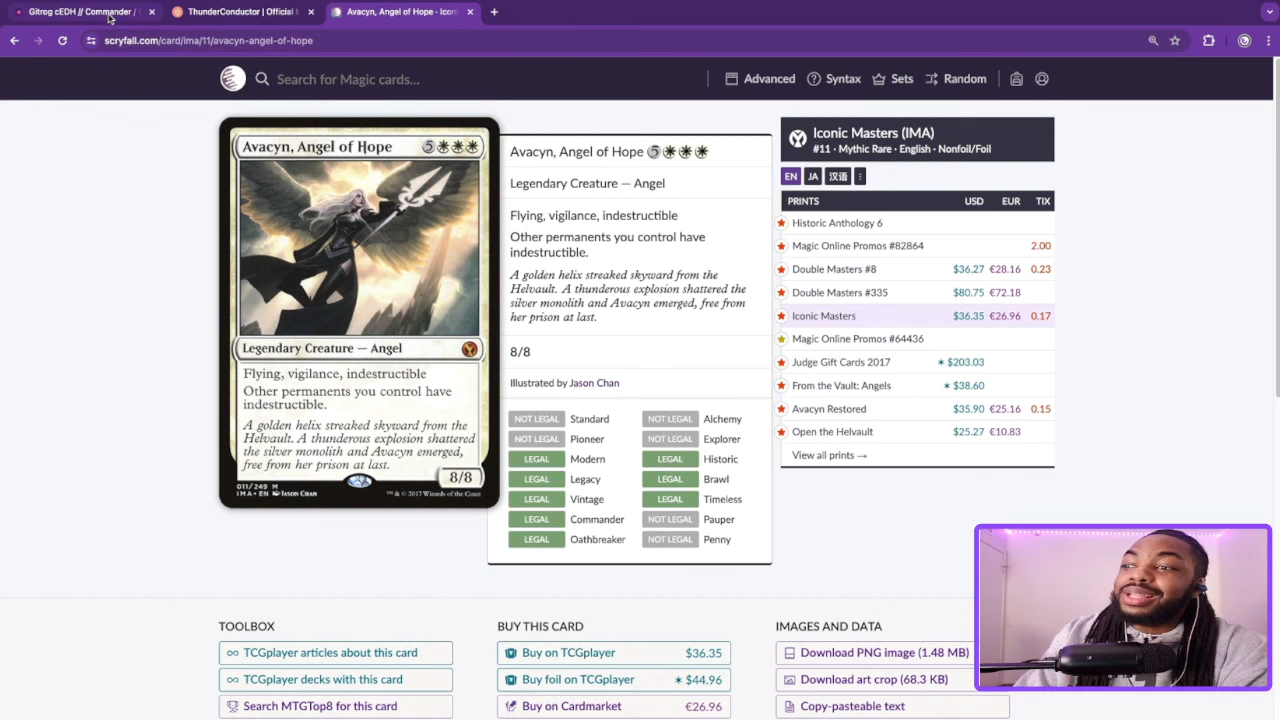 Gitrog cEDH // Commander /
ThunderConductor | Official
Avacyn, Angel of Hope · Iconi
scryfall.com/card/ima/11/avacyn-angel-of-hope
Search for Magic cards...
Advanced
Syntax
Sets
Random
Avacyn, Angel of Hope 5
Legendary Creature — Angel
Flying, vigilance, indestructible
Other permanents you control have
indestructible.
A golden helix streaked skyward from the
Helvault. A thunderous explosion shattered
the silver monolith and Avacyn emerged,
free from her prison at last.
8/8
011/249 M
IMA • EN JASON CHAN
™ & © 2017 Wizards of the Coast
Avacyn, Angel of Hope 5
Legendary Creature — Angel
Flying, vigilance, indestructible
Other permanents you control have
indestructible.
A golden helix streaked skyward from the
Helvault. A thunderous explosion shattered the
silver monolith and Avacyn emerged, free from
her prison at last.
8/8
Illustrated by Jason Chan
NOT LEGAL Standard NOT LEGAL Alchemy
NOT LEGAL Pioneer NOT LEGAL Explorer
LEGAL Modern LEGAL Historic
LEGAL Legacy LEGAL Brawl
LEGAL Vintage LEGAL Timeless
LEGAL Commander NOT LEGAL Pauper
LEGAL Oathbreaker NOT LEGAL Penny
Iconic Masters (IMA)
#11 · Mythic Rare · English · Nonfoil/Foil
EN JA 汉语
PRINTS USD EUR TIX
Historic Anthology 6
Magic Online Promos #82864 2.00
Double Masters #8 $36.27 €28.16 0.23
Double Masters #335 $80.75 €72.18
Iconic Masters $36.35 €26.96 0.17
Magic Online Promos #64436
Judge Gift Cards 2017 ✶ $203.03
From the Vault: Angels ✶ $38.60
Avacyn Restored $35.90 €25.16 0.15
Open the Helvault $25.27 €10.83
View all prints →
TOOLBOX
TCGplayer articles about this card
TCGplayer decks with this card
Search MTGTop8 for this card
BUY THIS CARD
Buy on TCGplayer $36.35
Buy foil on TCGplayer ✶ $44.96
Buy on Cardmarket €26.96
IMAGES AND DATA
Download PNG image (1.48 MB)
Download art crop (68.3 KB)
Copy-pasteable text